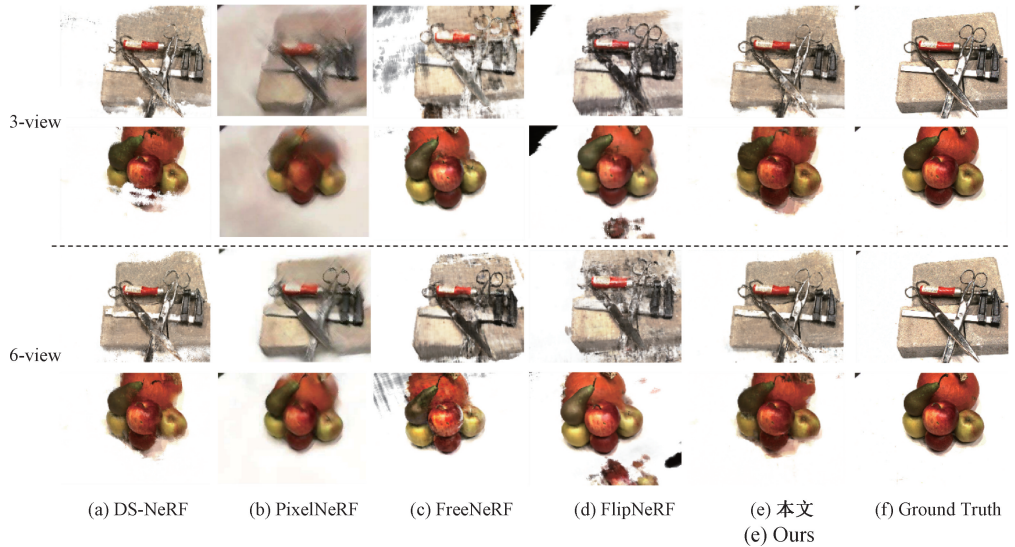 3-view
6-view
(a) DS-NeRF
(b) PixelNeRF
(c) FreeNeRF
(d) FlipNeRF
(e) 本文
(f) Ground Truth
(e) Ours